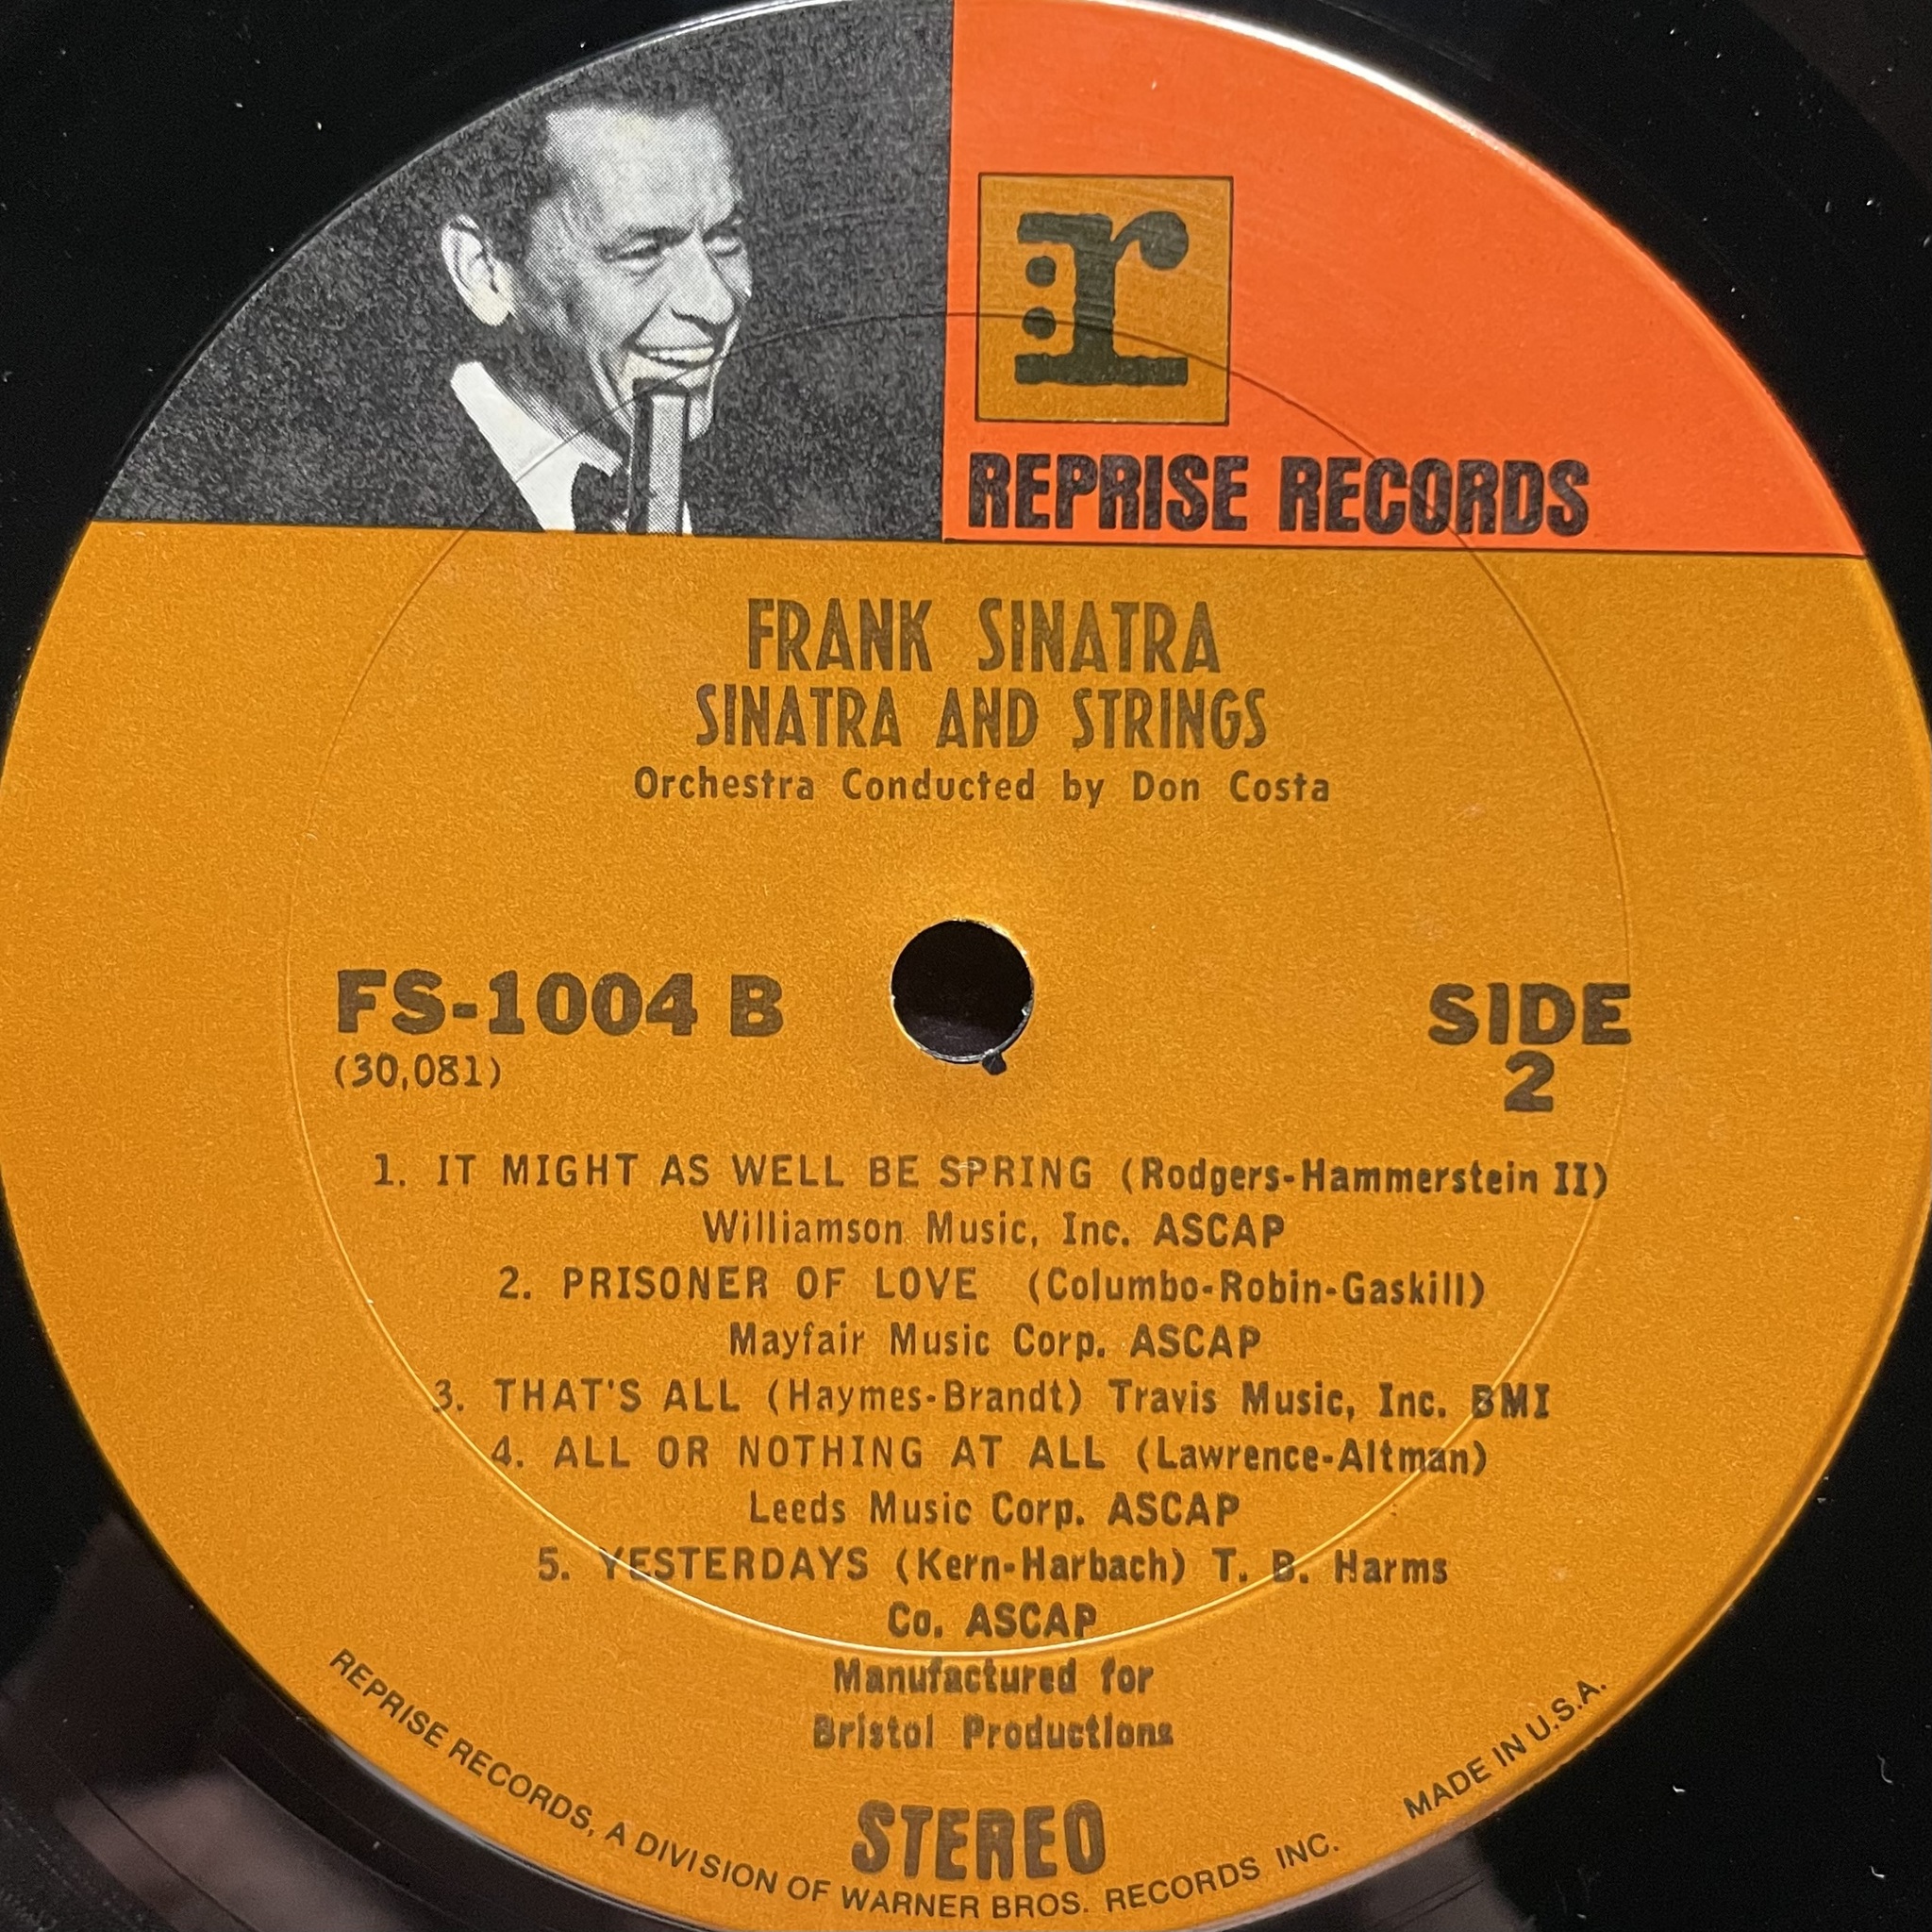 r:
REPRISE RECORDS
FRANK SINATRA
SINATRA AND STRINGS
Orchestra Conducted by Don Costa
FS-1004 B
(30,081)
SIDE
2
1. IT MIGHT AS WELL BE SPRING (Rodgers-Hammerstein II)
Williamson Music, Inc. ASCAP
2. PRISONER OF LOVE (Columbo-Robin-Gaskill)
Mayfair Music Corp. ASCAP
3. THAT'S ALL (Haymes-Brandt) Travis Music, Inc. BMI
4. ALL OR NOTHING AT ALL (Lawrence-Altman)
Leeds Music Corp. ASCAP
5. YESTERDAYS (Kern-Harbach) T. B. Harms
Co. ASCAP
Manufactured for
Bristol Productions
STEREO
REPRISE RECORDS, A DIVISION OF WARNER BROS. RECORDS INC. MADE IN U.S.A.